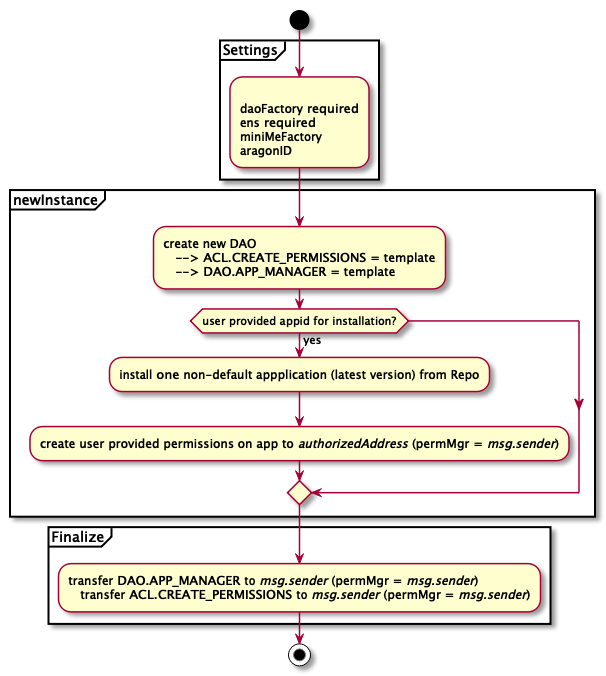 Settings
daoFactory required
ens required
miniMeFactory
aragonID
newInstance
create new DAO
--> ACL.CREATE_PERMISSIONS = template
--> DAO.APP_MANAGER = template
user provided appid for installation?
yes
install one non-default appplication (latest version) from Repo
create user provided permissions on app to authorizedAddress (permMgr = msg.sender)
Finalize
transfer DAO.APP_MANAGER to msg.sender (permMgr = msg.sender)
transfer ACL.CREATE_PERMISSIONS to msg.sender (permMgr = msg.sender)